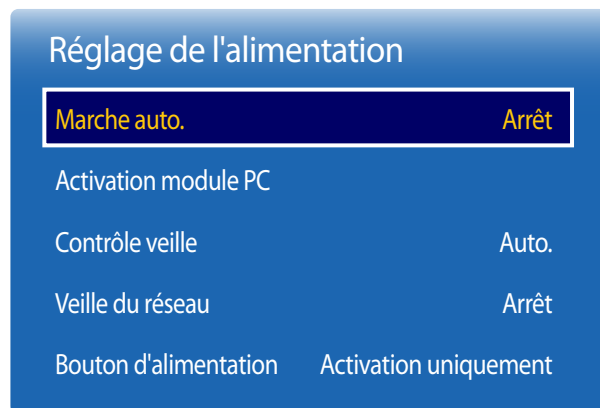 Réglage de l'alimentation
Marche auto. Arrêt
Activation module PC
Contrôle veille Auto.
Veille du réseau Arrêt
Bouton d'alimentation Activation uniquement